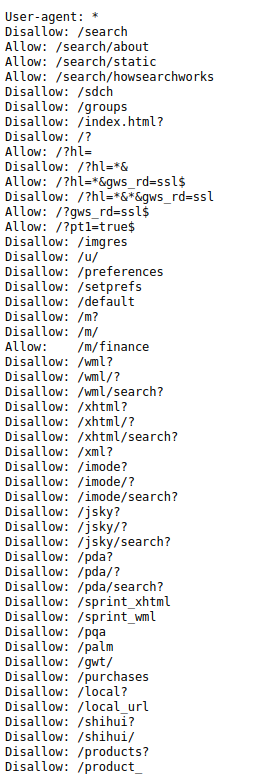 User-agent: *
Disallow: /search
Allow: /search/about
Allow: /search/static
Allow: /search/howsearchworks
Disallow: /sdch
Disallow: /groups
Disallow: /index.html?
Disallow: /?
Allow: /?hl=
Disallow: /?hl=*&
Allow: /?hl=*&gws_rd=ssl$
Disallow: /?hl=*&*&gws_rd=ssl
Allow: /?gws_rd=ssl$
Allow: /?pt1=true$
Disallow: /imgres
Disallow: /u/
Disallow: /preferences
Disallow: /setprefs
Disallow: /default
Disallow: /m?
Disallow: /m/
Allow:    /m/finance
Disallow: /wml?
Disallow: /wml/?
Disallow: /wml/search?
Disallow: /xhtml?
Disallow: /xhtml/?
Disallow: /xhtml/search?
Disallow: /xml?
Disallow: /imode?
Disallow: /imode/?
Disallow: /imode/search?
Disallow: /jsky?
Disallow: /jsky/?
Disallow: /jsky/search?
Disallow: /pda?
Disallow: /pda/?
Disallow: /pda/search?
Disallow: /sprint_xhtml
Disallow: /sprint_wml
Disallow: /pqa
Disallow: /palm
Disallow: /gwt/
Disallow: /purchases
Disallow: /local?
Disallow: /local_url
Disallow: /shihui?
Disallow: /shihui/
Disallow: /products?
Disallow: /product_